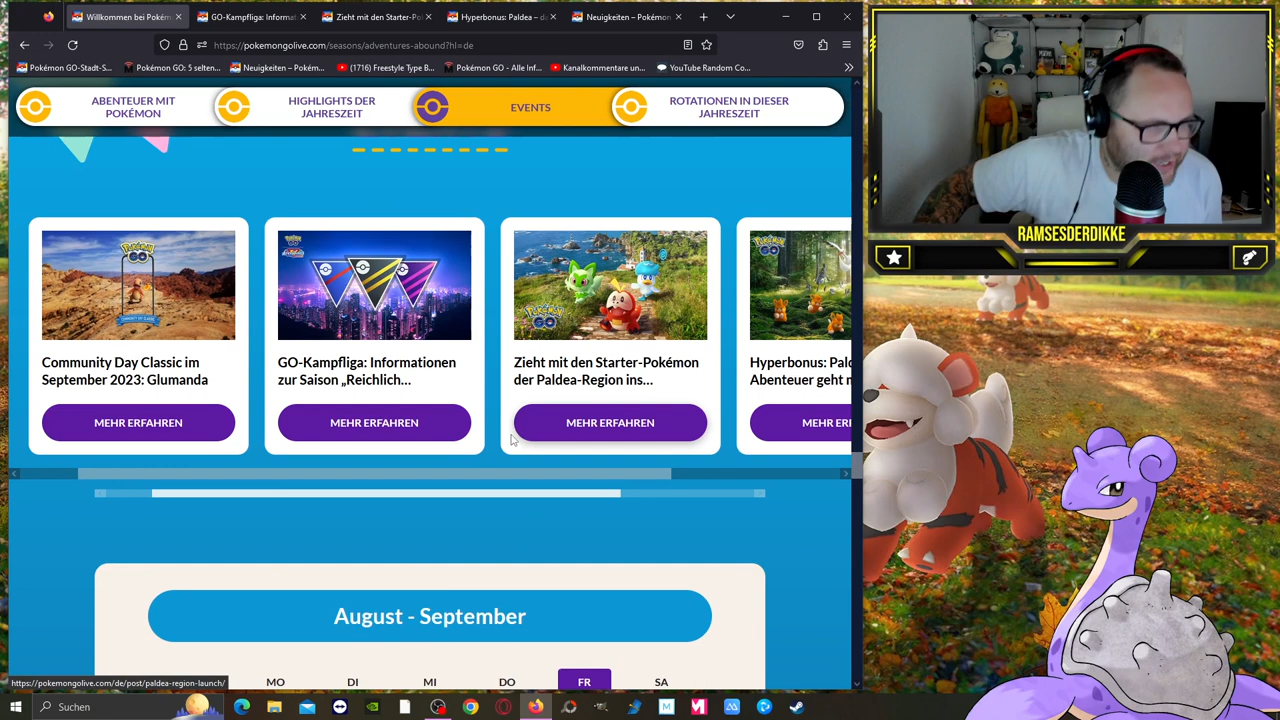 Willkommen bei Pokém
GO-Kampfliga: Informat
Zieht mit den Starter-Po
Hyperbonus: Paldea – da
Neuigkeiten – Pokémon
https://pokemongolive.com/seasons/adventures-abound?hl=de
Pokémon GO-Stadt-S...
Pokémon GO: 5 selten...
Neuigkeiten – Pokém...
(1719) Freestyle Type B...
Pokémon GO - Alle Inf...
Kanalkommentare un...
YouTube Random Co...
ABENTEUER MIT
POKÉMON
HIGHLIGHTS DER
JAHRESZEIT
EVENTS
ROTATIONEN IN DIESER
JAHRESZEIT
RAMSESDERDIKKE
Community Day Classic im
September 2023: Glumanda
MEHR ERFAHREN
GO-Kampfliga: Informationen
zur Saison „Reichlich...
MEHR ERFAHREN
Zieht mit den Starter-Pokémon
der Paldea-Region ins...
MEHR ERFAHREN
Hyperbonus: Pald
Abenteuer geht
MEHR ERF
August - September
MO
DI
MI
DO
FR
SA
https://pokemongolive.com/de/post/paldea-region-launch/
Suchen